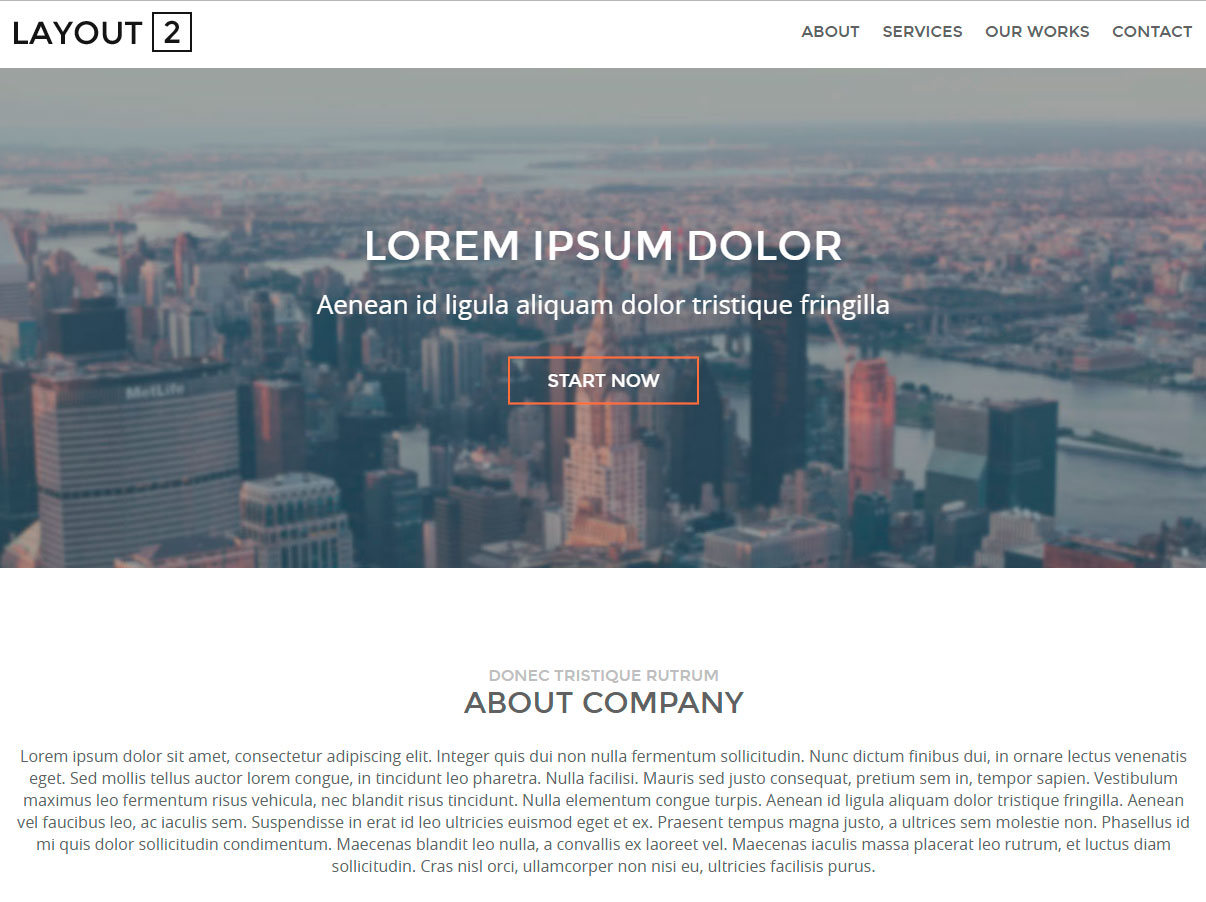 LAYOUT 2
ABOUT SERVICES OUR WORKS CONTACT
LOREM IPSUM DOLOR
Aenean id ligula aliquam dolor tristique fringilla
START NOW
MetLife
DONEC TRISTIQUE RUTRUM
ABOUT COMPANY
Lorem ipsum dolor sit amet, consectetur adipiscing elit. Integer quis dui non nulla fermentum sollicitudin. Nunc dictum finibus dui, in ornare lectus venenatis
eget. Sed mollis tellus auctor lorem congue, in tincidunt leo pharetra. Nulla facilisi. Mauris sed justo consequat, pretium sem in, tempor sapien. Vestibulum
maximus leo fermentum risus vehicula, nec blandit risus tincidunt. Nulla elementum congue turpis. Aenean id ligula aliquam dolor tristique fringilla. Aenean
vel faucibus leo, ac iaculis sem. Suspendisse in erat id leo ultricies euismod eget et ex. Praesent tempus magna justo, a ultrices sem molestie non. Phasellus id
mi quis dolor sollicitudin condimentum. Maecenas blandit leo nulla, a convallis ex laoreet vel. Maecenas iaculis massa placerat leo rutrum, et luctus diam
sollicitudin. Cras nisl orci, ullamcorper non nisi eu, ultricies facilisis purus.